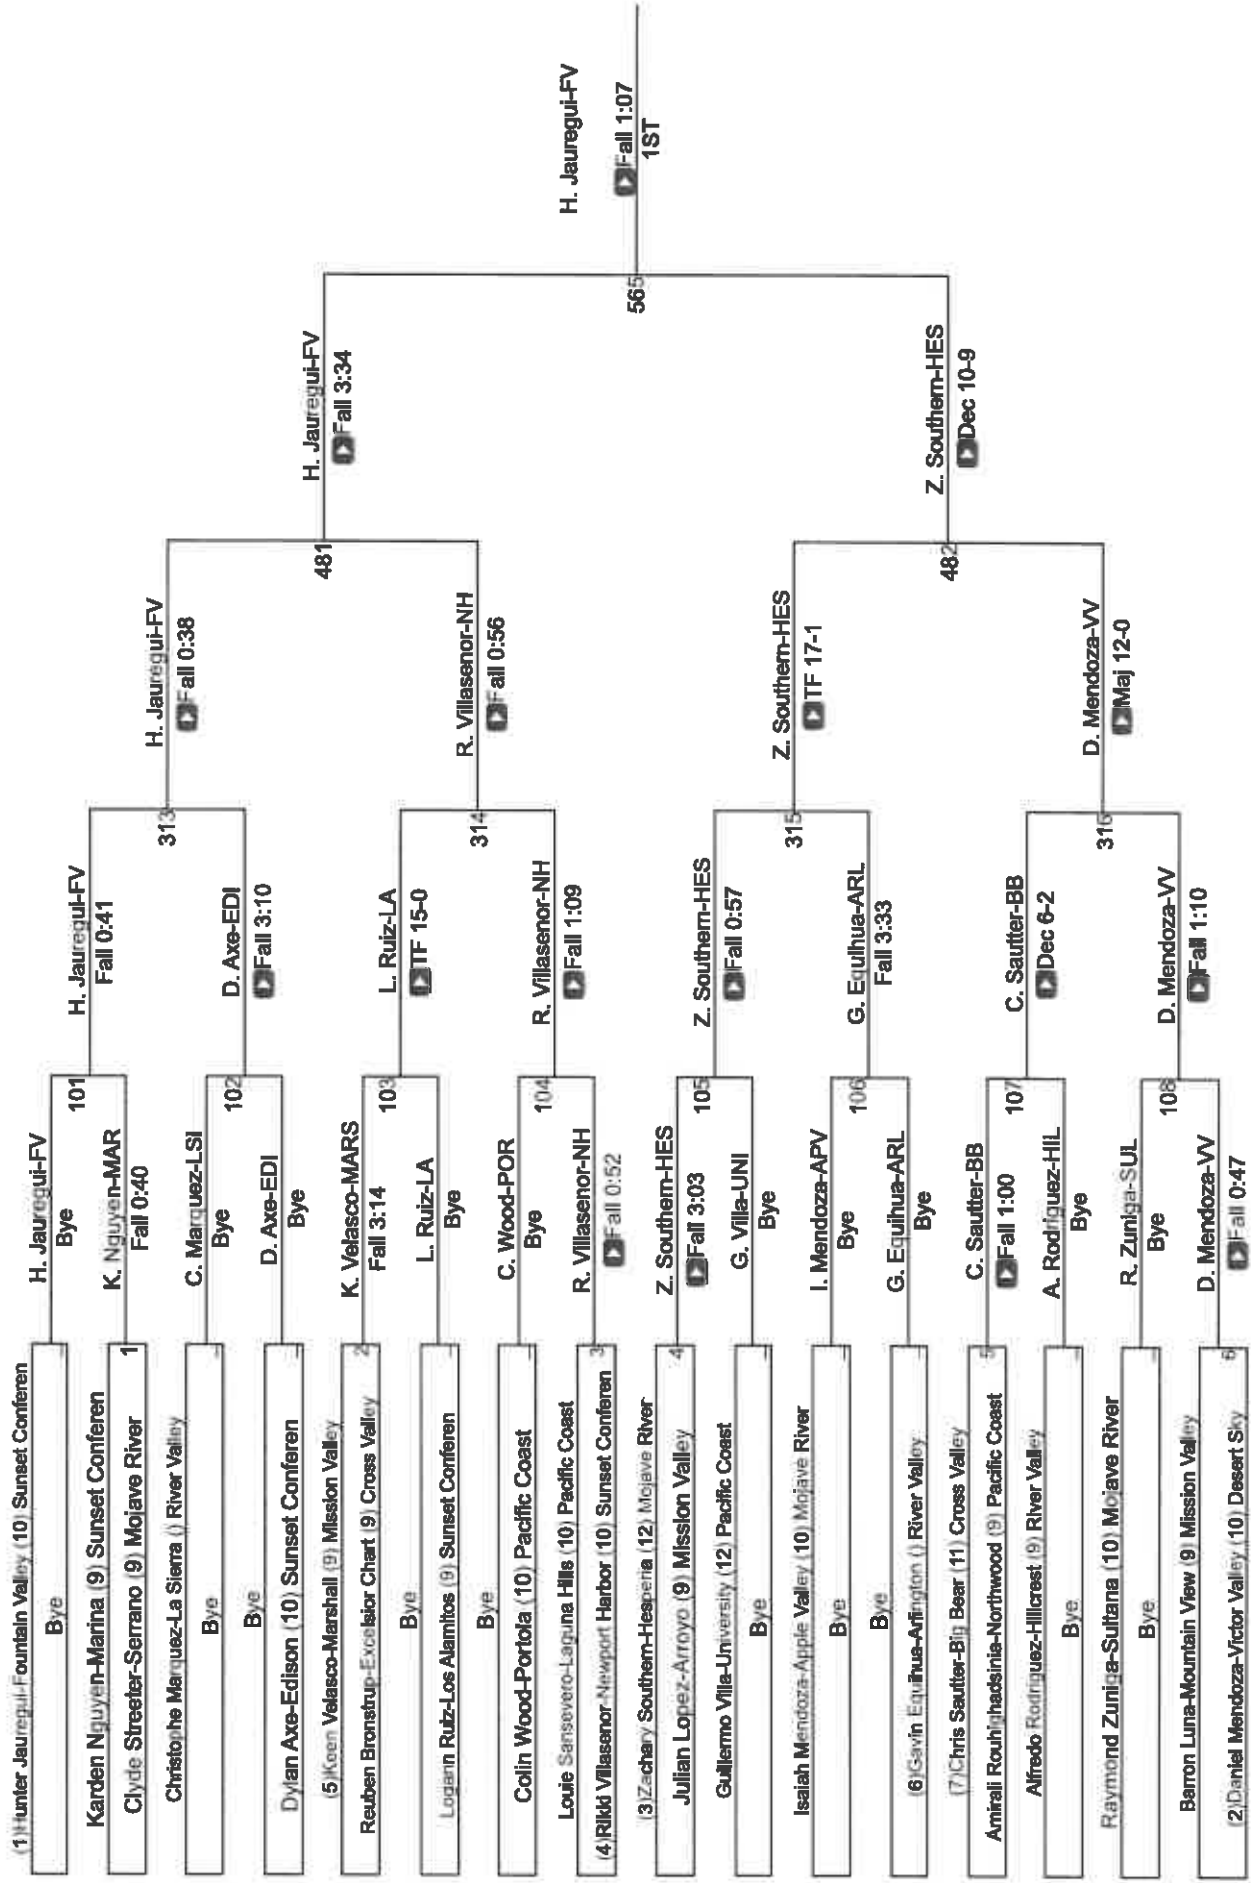 (1)Hunter Jauregui-Fountain Valley (10) Sunset Conferen
Bye
Karden Nguyen-Marina (9) Sunset Conferen
Clyde Streeter-Serrano (9) Mojave River
1
Christophe Marquez-La Sierra () River Valley
Bye
Bye
Dylan Axe-Edison (10) Sunset Conferen
(5)Keen Velasco-Marshall (9) Mission Valley
Reuben Bronstrup-Excelsior Chart (9) Cross Valley
2
Bye
Logann Ruiz-Los Alamitos (9) Sunset Conferen
Bye
Colin Wood-Portola (10) Pacific Coast
Louie Sansevero-Laguna Hills (10) Pacific Coast
(4)Rikki Villasenor-Newport Harbor (10) Sunset Conferen
3
(3)Zachary Southern-Hesperia (12) Mojave River
Julian Lopez-Arroyo (9) Mission Valley
4
Guillermo Villa-University (12) Pacific Coast
Bye
Isaiah Mendoza-Apple Valley (10) Mojave River
Bye
Bye
(6)Gavin Equihua-Arlington () River Valley
(7)Chris Sautter-Big Bear (11) Cross Valley
Amirali Rouhighadsinia-Northwood (9) Pacific Coast
5
Alfredo Rodriguez-Hillcrest (9) River Valley
Bye
Raymond Zuniga-Sultana (10) Mojave River
Bye
Barron Luna-Mountain View (9) Mission Valley
(2)Daniel Mendoza-Victor Valley (10) Desert Sky
6
H. Jauregui-FV
Bye
101
K. Nguyen-MAR
Fall 0:40
C. Marquez-LSI
Bye
102
D. Axe-EDI
Bye
K. Velasco-MARS
Fall 3:14
103
L. Ruiz-LA
Bye
C. Wood-POR
Bye
104
R. Villasenor-NH
Fall 0:52
Z. Southern-HES
Fall 3:03
105
G. Villa-UNI
Bye
I. Mendoza-APV
Bye
106
G. Equihua-ARL
Bye
C. Sautter-BB
Fall 1:00
107
A. Rodriguez-HIL
Bye
R. Zuniga-SUL
Bye
108
D. Mendoza-VV
Fall 0:47
H. Jauregui-FV
Fall 0:41
313
D. Axe-EDI
Fall 3:10
L. Ruiz-LA
TF 15-0
314
R. Villasenor-NH
Fall 1:09
Z. Southern-HES
Fall 0:57
315
G. Equihua-ARL
Fall 3:33
C. Sautter-BB
Dec 6-2
316
D. Mendoza-VV
Fall 1:10
H. Jauregui-FV
Fall 0:38
481
R. Villasenor-NH
Fall 0:56
Z. Southern-HES
TF 17-1
482
D. Mendoza-VV
Maj 12-0
H. Jauregui-FV
Fall 3:34
565
Z. Southern-HES
Dec 10-9
H. Jauregui-FV
Fall 1:07
1ST